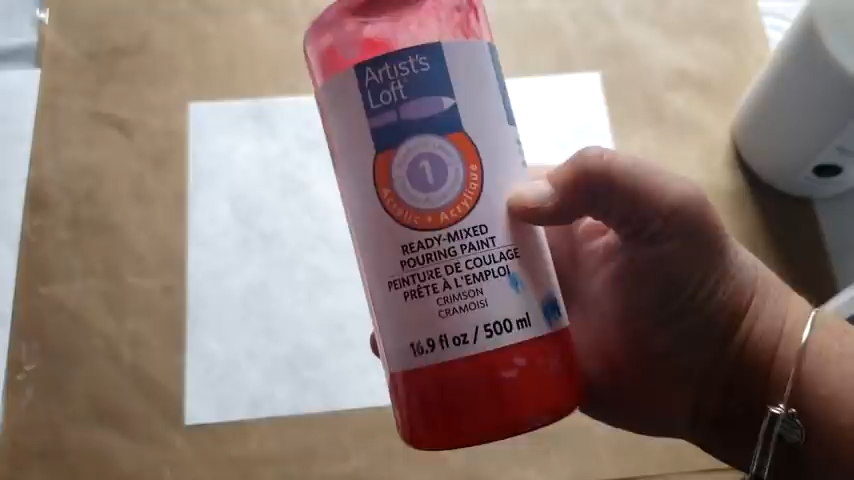 Artist's
Loft
1
Acrylic • Acrylique
READY-MIXED
POURING PAINT
PEINTURE DE COULAGE
PRÊTE À L'EMPLOI
CRIMSON
CRAMOISI
16.9 fl oz / 500 ml